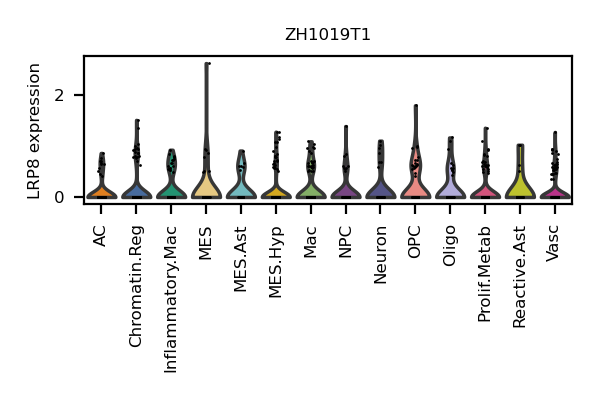 ZH1019T1
LRP8 expression
2
0
AC
Chromatin.Reg
Inflammatory.Mac
MES
MES.Ast
MES.Hyp
Mac
NPC
Neuron
OPC
Oligo
Prolif.Metab
Reactive.Ast
Vasc